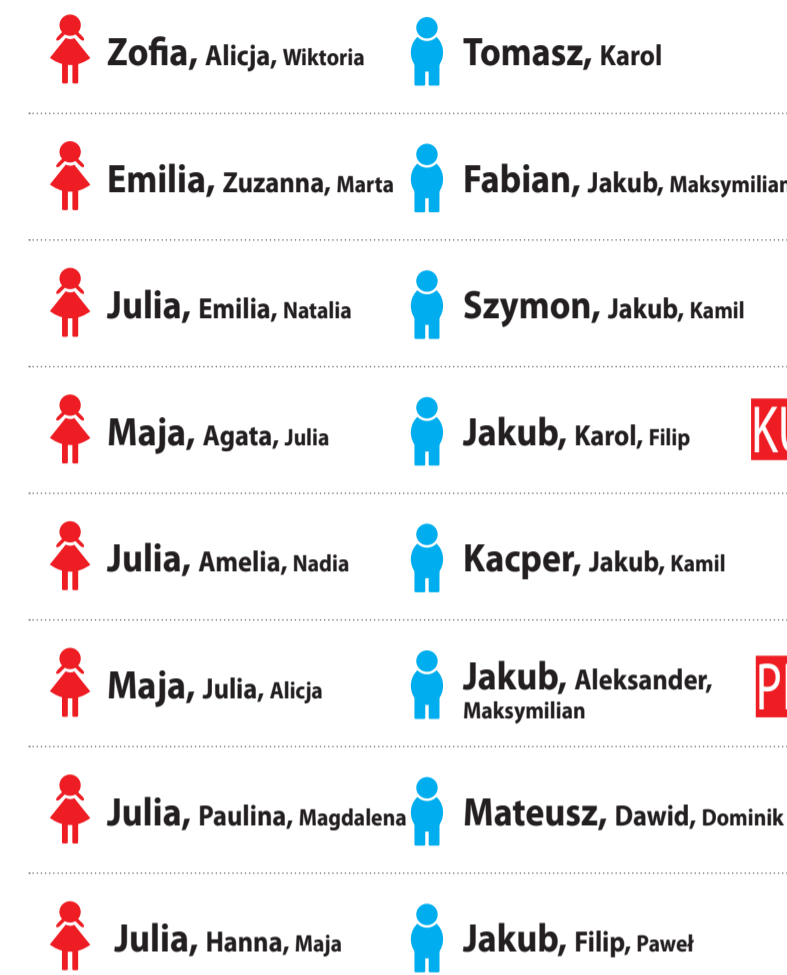 Zofia, Alicja, Wiktoria
Tomasz, Karol
Emilia, Zuzanna, Marta
Fabian, Jakub, Maksymilian
Julia, Emilia, Natalia
Szymon, Jakub, Kamil
Maja, Agata, Julia
Jakub, Karol, Filip
KU
Julia, Amelia, Nadia
Kacper, Jakub, Kamil
Maja, Julia, Alicja
Jakub, Aleksander,
Maksymilian
Julia, Paulina, Magdalena
Mateusz, Dawid, Dominik
Julia, Hanna, Maja
Jakub, Filip, Paweł